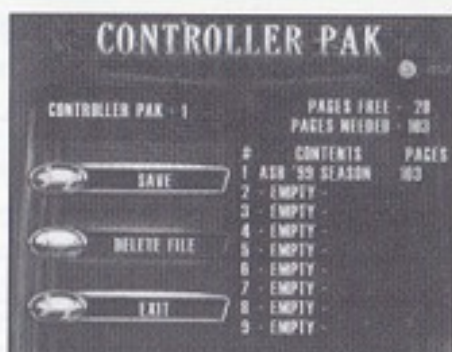 CONTROLLER PAK
CONTROLLER PAK - 1
PAGES FREE - 20
PAGES NEEDED - 103
# CONTENTS PAGES
1 ASB '99 SEASON 103
SAVE
2 - EMPTY -
3 - EMPTY -
4 - EMPTY -
DELETE FILE
5 - EMPTY -
6 - EMPTY -
7 - EMPTY -
EXIT
8 - EMPTY -
9 - EMPTY -